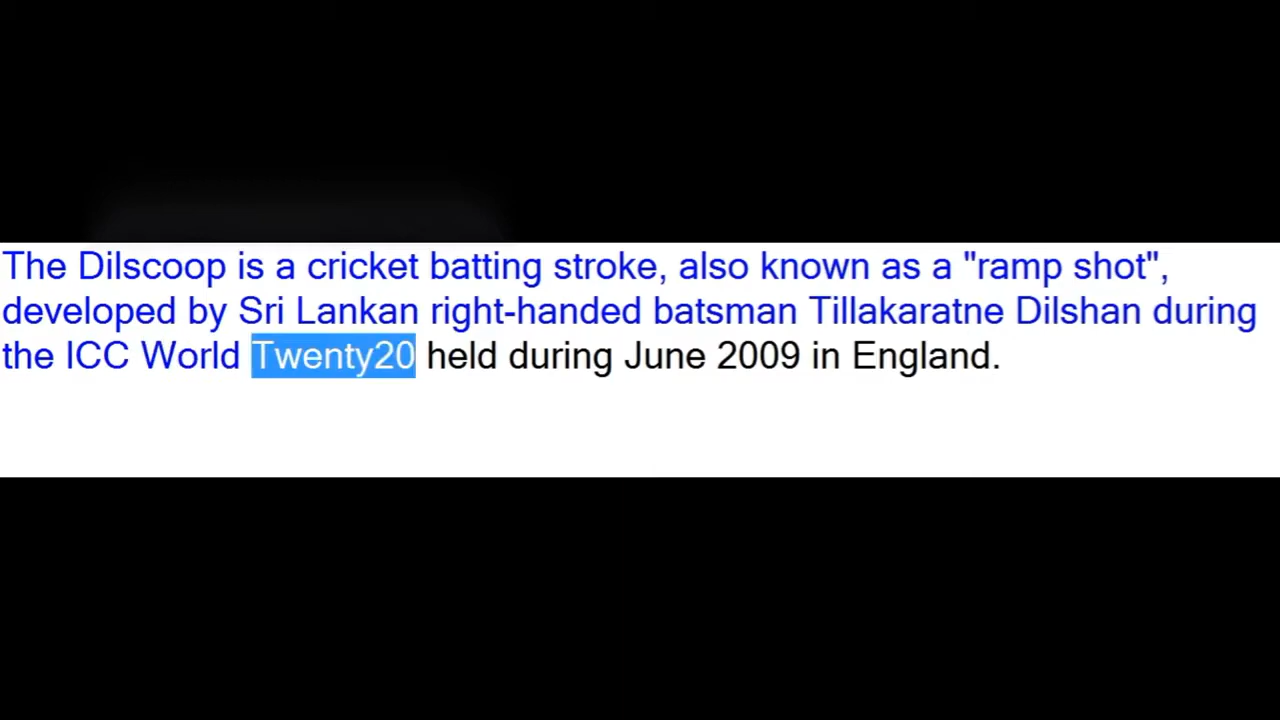 The Dilscoop is a cricket batting stroke, also known as a "ramp shot",
developed by Sri Lankan right-handed batsman Tillakaratne Dilshan during
the ICC World Twenty20 held during June 2009 in England.